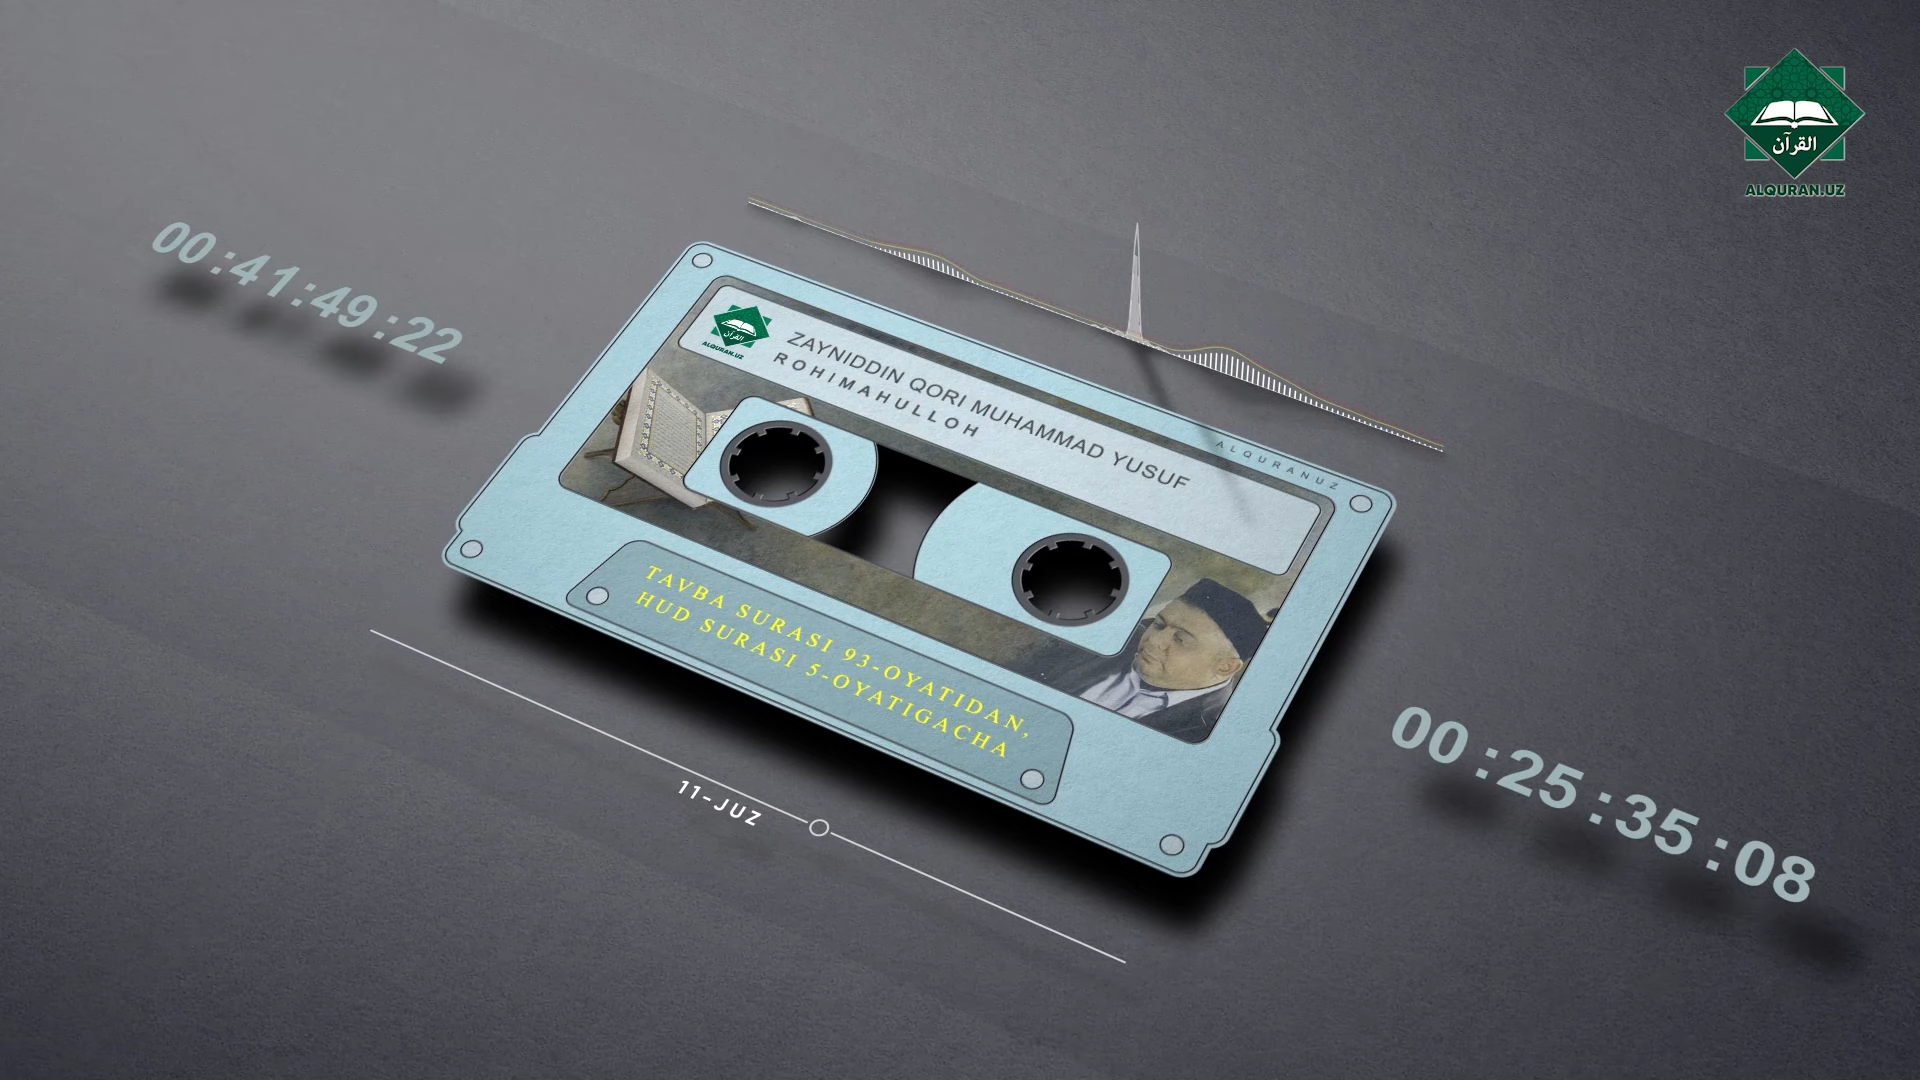 القرآن
ALQURAN.UZ
00:41:49:22
القرآن
ALQURAN.UZ
ZAYNIDDIN QORI MUHAMMAD YUSUF
ROHIMAHULLOH
ALQURANUZ
TAVBA SURASI 93-OYATIDAN,
HUD SURASI 5-OYATIGACHA
11-JUZ
00:25:35:08